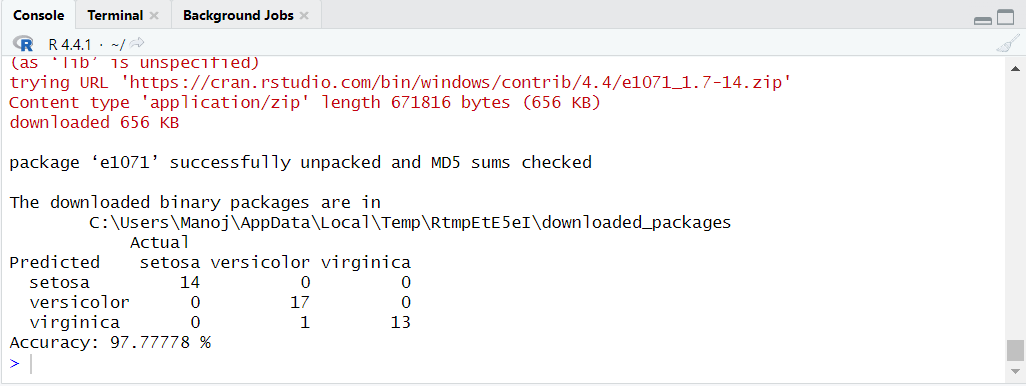 Console Terminal Background Jobs
R R 4.4.1 · ~/
(as ‘lib’ is unspecified)
trying URL 'https://cran.rstudio.com/bin/windows/contrib/4.4/e1071_1.7-14.zip'
Content type 'application/zip' length 671816 bytes (656 KB)
downloaded 656 KB
package ‘e1071’ successfully unpacked and MD5 sums checked
The downloaded binary packages are in
C:\Users\Manoj\AppData\Local\Temp\RtmpEtE5eI\downloaded_packages
Actual
Predicted setosa versicolor virginica
setosa 14 0 0
versicolor 0 17 0
virginica 0 1 13
Accuracy: 97.77778 %
>